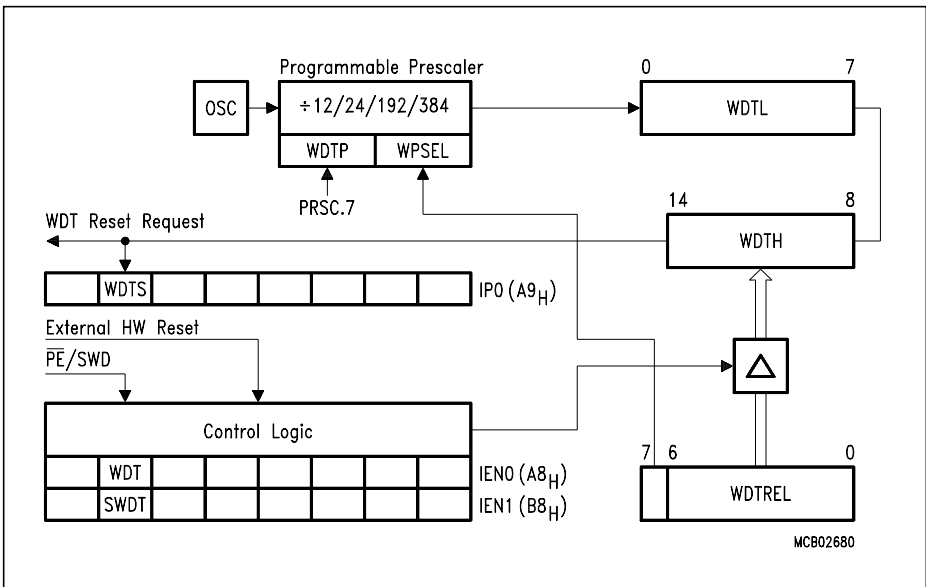 Programmable Prescaler
0 7
OSC
÷12/24/192/384
WDTL
WDTP WPSEL
PRSC.7
14 8
WDT Reset Request
WDTH
WDTS
IP0 (A9H)
External HW Reset
PE/SWD
Control Logic
7 6 0
WDT
IEN0 (A8H)
WDTREL
SWDT
IEN1 (B8H)
MCB02680